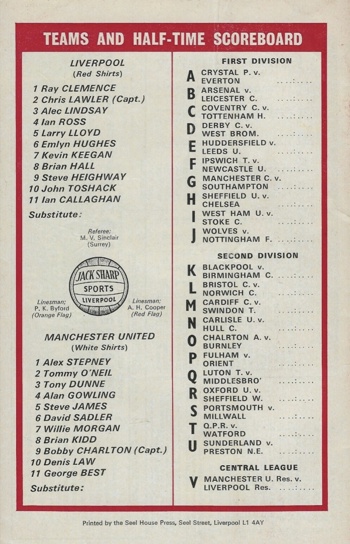 TEAMS AND HALF-TIME SCOREBOARD
LIVERPOOL
(Red Shirts)
1 Ray CLEMENCE
2 Chris LAWLER (Capt.)
3 Alec LINDSAY
4 Ian ROSS
5 Larry LLOYD
6 Emlyn HUGHES
7 Kevin KEEGAN
8 Brian HALL
9 Steve HEIGHWAY
10 John TOSHACK
11 Ian CALLAGHAN
Substitute:
Referee:
M. V. Sinclair
(Surrey)
JACK SHARP
SPORTS
LIVERPOOL
Linesman;
P. K. Byford
(Orange Flag)
Linesman;
A. H. Cooper
(Red Flag)
MANCHESTER UNITED
(White Shirts)
1 Alex STEPNEY
2 Tommy O'NEIL
3 Tony DUNNE
4 Alan GOWLING
5 Steve JAMES
6 David SADLER
7 Willie MORGAN
8 Brian KIDD
9 Bobby CHARLTON (Capt.)
10 Denis LAW
11 George BEST
Substitute:
FIRST DIVISION
A CRYSTAL P. v.
EVERTON ....:....
B ARSENAL v.
LEICESTER C. ....:....
C COVENTRY C. v.
TOTTENHAM H. ....:....
D DERBY C. v.
WEST BROM. ....:....
E HUDDERSFIELD v.
LEEDS U. ....:....
F IPSWICH T. v.
NEWCASTLE U. ....:....
G MANCHESTER C. v.
SOUTHAMPTON ....:....
H SHEFFIELD U. v.
CHELSEA ....:....
I WEST HAM U. v.
STOKE C. ....:....
J WOLVES v.
NOTTINGHAM F. ....:....
SECOND DIVISION
K BLACKPOOL v.
BIRMINGHAM C. ....:....
L BRISTOL C. v.
NORWICH C. ....:....
M CARDIFF C. v.
SWINDON T. ....:....
N CARLISLE U. v.
HULL C. ....:....
O CHALRTON A. v.
BURNLEY ....:....
P FULHAM v.
ORIENT ....:....
Q LUTON T. v.
MIDDLESBRO' ....:....
R OXFORD U. v.
SHEFFIELD W. ....:....
S PORTSMOUTH v.
MILLWALL ....:....
T Q.P.R. v.
WATFORD ....:....
U SUNDERLAND v.
PRESTON N.E. ....:....
CENTRAL LEAGUE
V MANCHESTER U. Res. v.
LIVERPOOL Res. ....:....
Printed by the Seel House Press, Seel Street, Liverpool L1 4AY